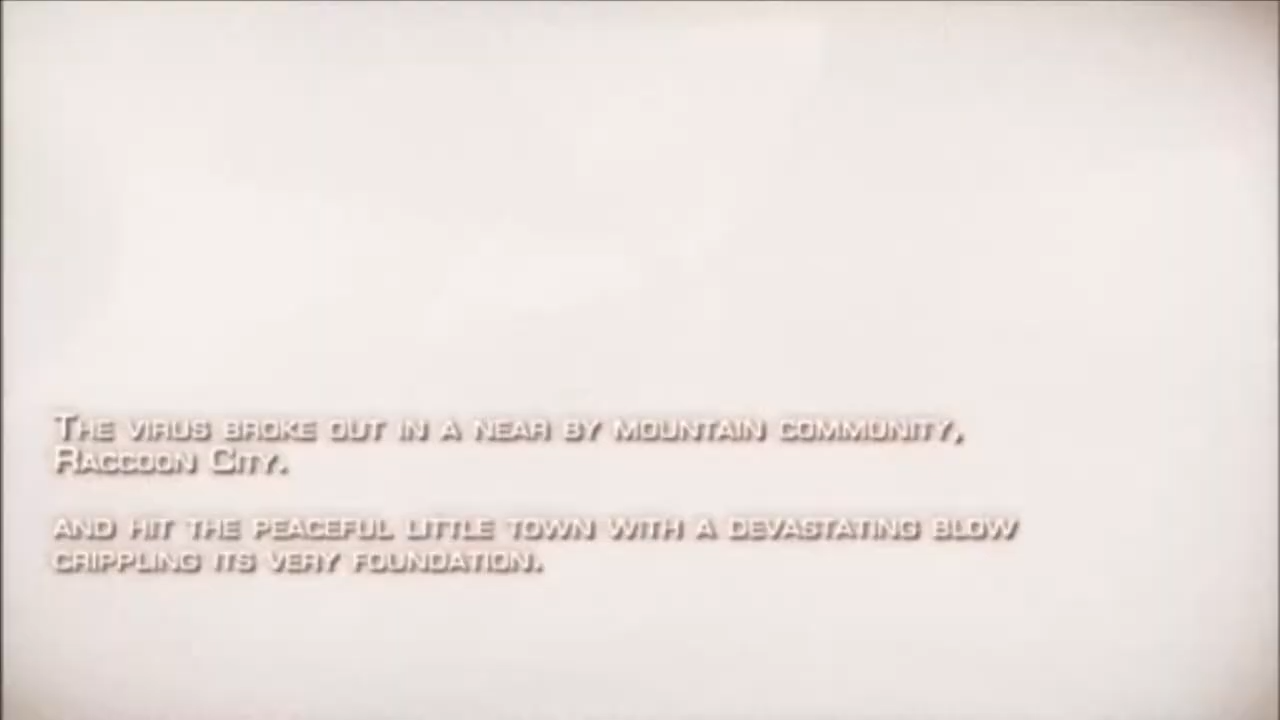 The virus broke out in a near by mountain community,
Raccoon City.
and hit the peaceful little town with a devastating blow
crippling its very foundation.